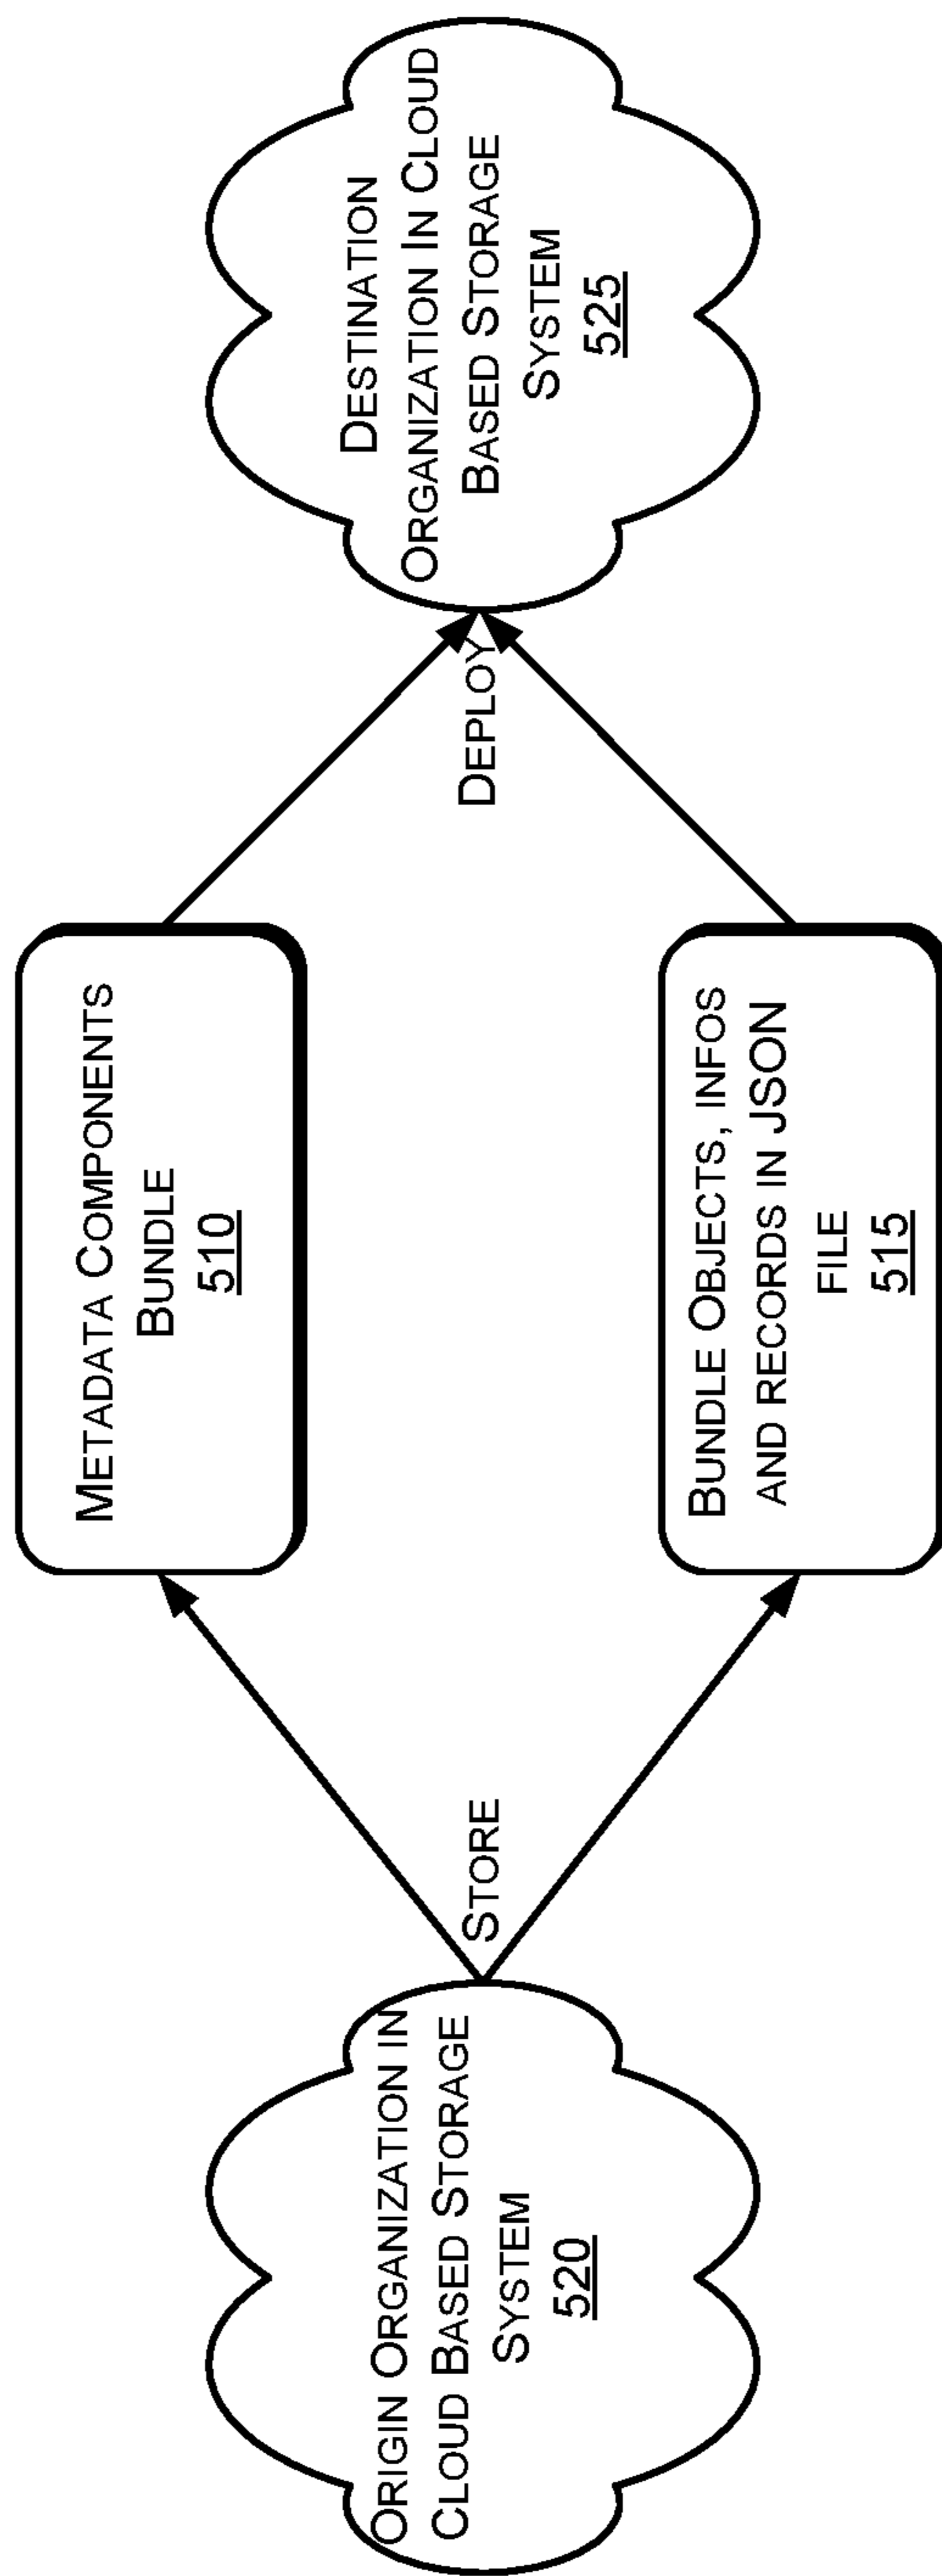 ORIGIN ORGANIZATION IN
CLOUD BASED STORAGE
SYSTEM
520
STORE
METADATA COMPONENTS
BUNDLE
510
BUNDLE OBJECTS, INFOS
AND RECORDS IN JSON
FILE
515
DEPLOY
DESTINATION
ORGANIZATION IN CLOUD
BASED STORAGE
SYSTEM
525